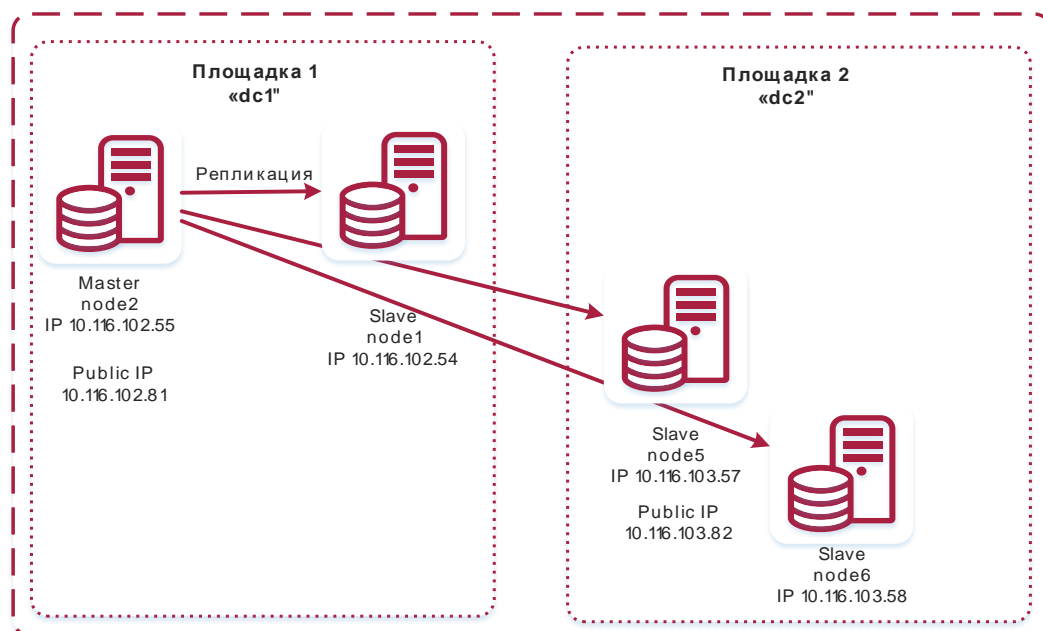 Площадка 1
«dc1"
Репликация
Master
node2
IP 10.116.102.55
Public IP
10.116.102.81
Slave
node1
IP 10.116.102.54
Площадка 2
«dc2"
Slave
node5
IP 10.116.103.57
Public IP
10.116.103.82
Slave
node6
IP 10.116.103.58